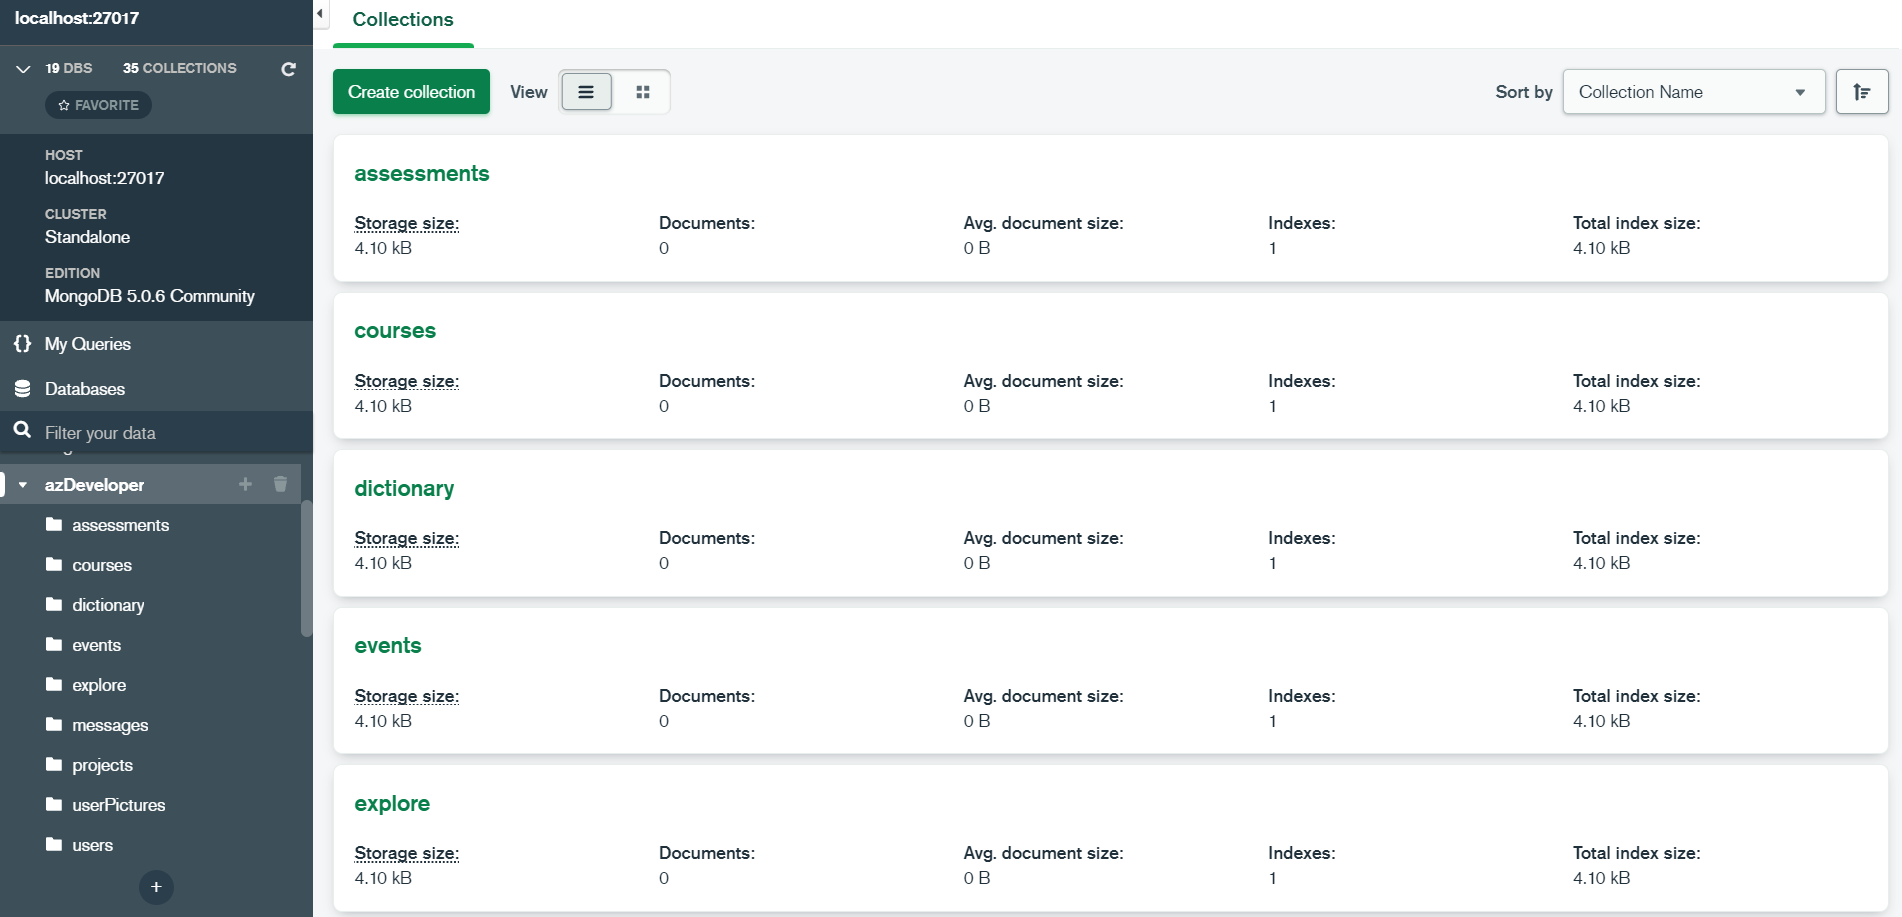 localhost:27017
19 DBS 35 COLLECTIONS
FAVORITE
HOST
localhost:27017
CLUSTER
Standalone
EDITION
MongoDB 5.0.6 Community
My Queries
Databases
Filter your data
azDeveloper
assessments
courses
dictionary
events
explore
messages
projects
userPictures
users
Collections
Create collection View Sort by Collection Name
assessments
Storage size: Documents: Avg. document size: Indexes: Total index size:
4.10 kB 0 0 B 1 4.10 kB
courses
Storage size: Documents: Avg. document size: Indexes: Total index size:
4.10 kB 0 0 B 1 4.10 kB
dictionary
Storage size: Documents: Avg. document size: Indexes: Total index size:
4.10 kB 0 0 B 1 4.10 kB
events
Storage size: Documents: Avg. document size: Indexes: Total index size:
4.10 kB 0 0 B 1 4.10 kB
explore
Storage size: Documents: Avg. document size: Indexes: Total index size:
4.10 kB 0 0 B 1 4.10 kB